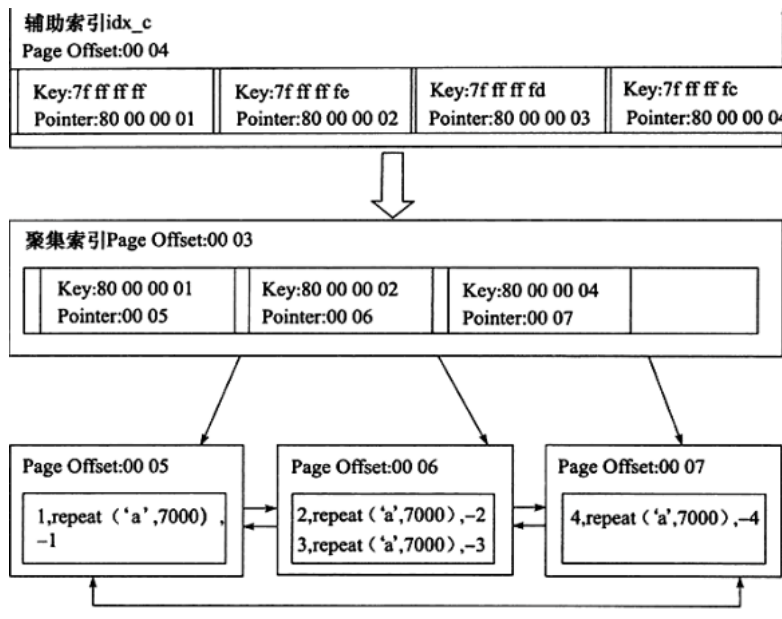 辅助索引idx_c
Page Offset:00 04
Key:7f ff ff ff
Pointer:80 00 00 01
Key:7f ff ff fe
Pointer:80 00 00 02
Key:7f ff ff fd
Pointer:80 00 00 03
Key:7f ff ff fc
Pointer:80 00 00 04
聚集索引Page Offset:00 03
Key:80 00 00 01
Pointer:00 05
Key:80 00 00 02
Pointer:00 06
Key:80 00 00 04
Pointer:00 07
Page Offset:00 05
1,repeat（‘a’,7000）,
-1
Page Offset:00 06
2,repeat（‘a’,7000）,-2
3,repeat（‘a’,7000）,-3
Page Offset:00 07
4,repeat（‘a’,7000）,-4